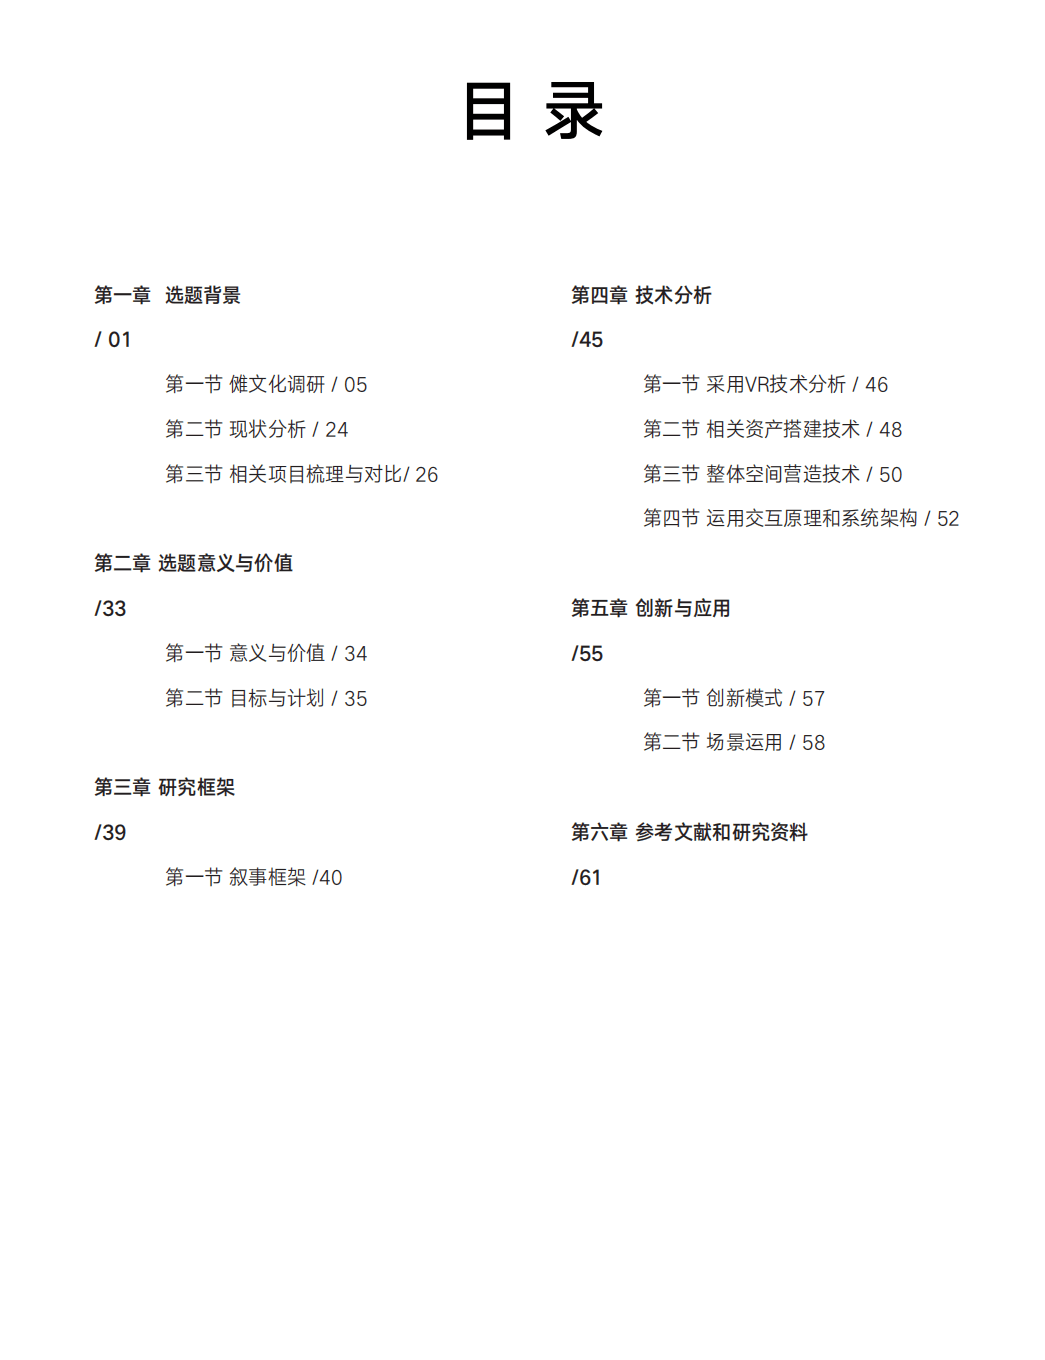 目 录
第一章 选题背景
/ 01
第一节 傩文化调研 / 05
第二节 现状分析 / 24
第三节 相关项目梳理与对比/ 26
第二章 选题意义与价值
/33
第一节 意义与价值 / 34
第二节 目标与计划 / 35
第三章 研究框架
/39
第一节 叙事框架 /40
第四章 技术分析
/45
第一节 采用VR技术分析 / 46
第二节 相关资产搭建技术 / 48
第三节 整体空间营造技术 / 50
第四节 运用交互原理和系统架构 / 52
第五章 创新与应用
/55
第一节 创新模式 / 57
第二节 场景运用 / 58
第六章 参考文献和研究资料
/61